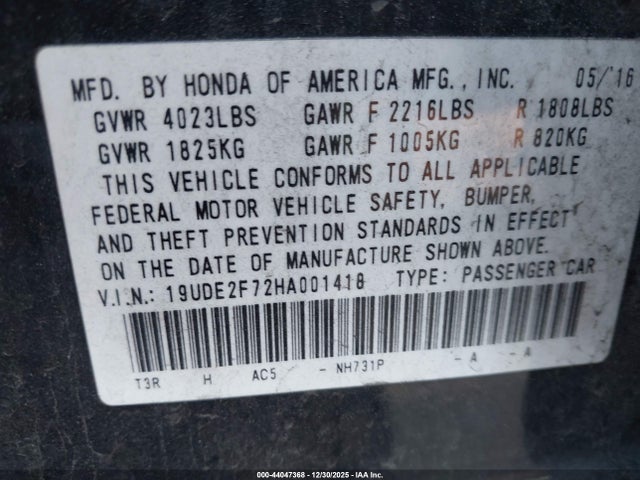 MFD. BY HONDA OF AMERICA MFG., INC. 05/'16
GVWR 4023LBS GAWR F 2216LBS R 1808LBS
GVWR 1825KG GAWR F 1005KG R 820KG
THIS VEHICLE CONFORMS TO ALL APPLICABLE
FEDERAL MOTOR VEHICLE SAFETY, BUMPER,
AND THEFT PREVENTION STANDARDS IN EFFECT
ON THE DATE OF MANUFACTURE SHOWN ABOVE.
V.I.N.: 19UDE2F72HA001418 TYPE: PASSENGER CAR
T3R H AC5 - NH731P - A - A
000-44047368 - 12/30/2025 - IAA Inc.